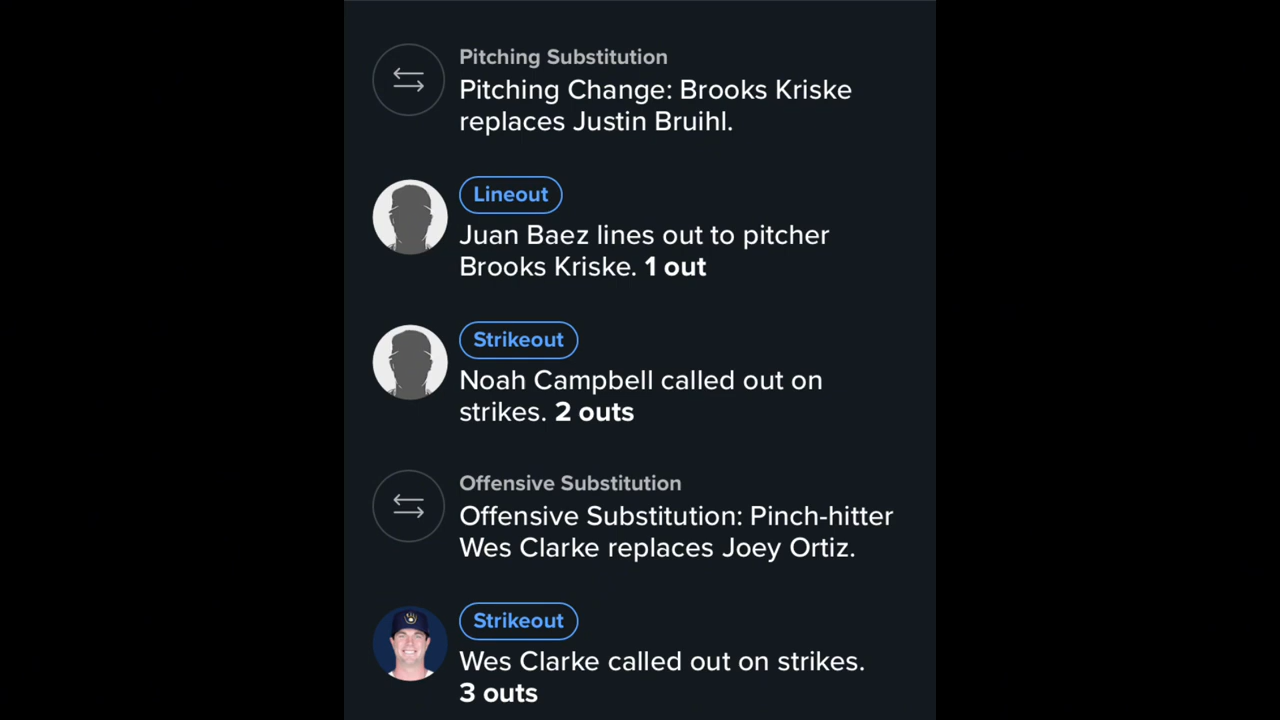 Pitching Substitution
Pitching Change: Brooks Kriske
replaces Justin Bruihl.
Lineout
Juan Baez lines out to pitcher
Brooks Kriske. 1 out
Strikeout
Noah Campbell called out on
strikes. 2 outs
Offensive Substitution
Offensive Substitution: Pinch-hitter
Wes Clarke replaces Joey Ortiz.
Strikeout
Wes Clarke called out on strikes.
3 outs